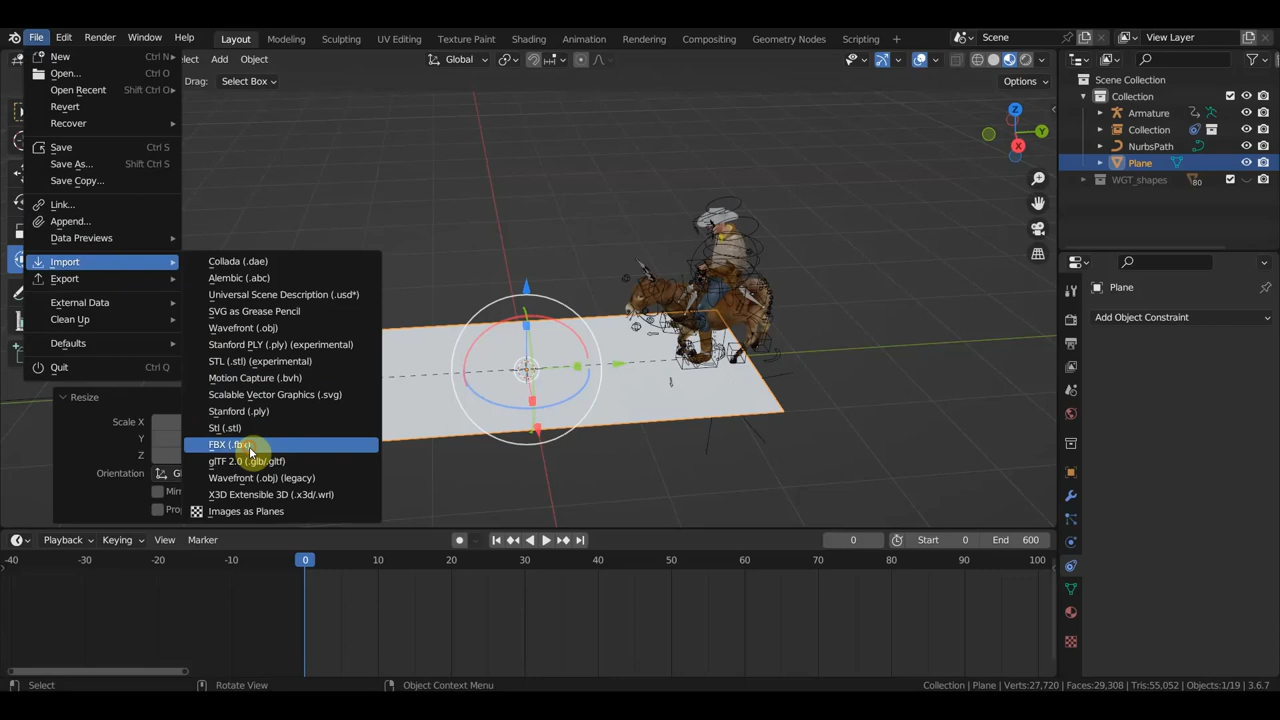 File Edit Render Window Help Layout Modeling Sculpting UV Editing Texture Paint Shading Animation Rendering Compositing Geometry Nodes Scripting + Scene View Layer
New Ctrl N
Open... Ctrl O
Open Recent Shift Ctrl O
Revert
Recover
Save Ctrl S
Save As... Shift Ctrl S
Save Copy...
Link...
Append...
Data Previews
Import
Export
External Data
Clean Up
Defaults
Quit Ctrl Q
Collada (.dae)
Alembic (.abc)
Universal Scene Description (.usd*)
SVG as Grease Pencil
Wavefront (.obj)
Stanford PLY (.ply) (experimental)
STL (.stl) (experimental)
Motion Capture (.bvh)
Scalable Vector Graphics (.svg)
Stanford (.ply)
Stl (.stl)
FBX (.fbx)
glTF 2.0 (.glb/.gltf)
Wavefront (.obj) (legacy)
X3D Extensible 3D (.x3d/.wrl)
Images as Planes
Add Object Global
Drag: Select Box Options
Z
Y
X
Resize
Scale X
Y
Z
Orientation
Scene Collection
Collection
Armature
Collection
NurbsPath
Plane
WGT_shapes 80
Plane
Add Object Constraint
Playback Keying View Marker 0 Start 0 End 600
-40 -30 -20 -10 0 10 20 30 40 50 60 70 80 90 100
Select Rotate View Object Context Menu Collection | Plane | Verts:27,720 | Faces:29,308 | Tris:55,052 | Objects:1/19 | 3.6.7